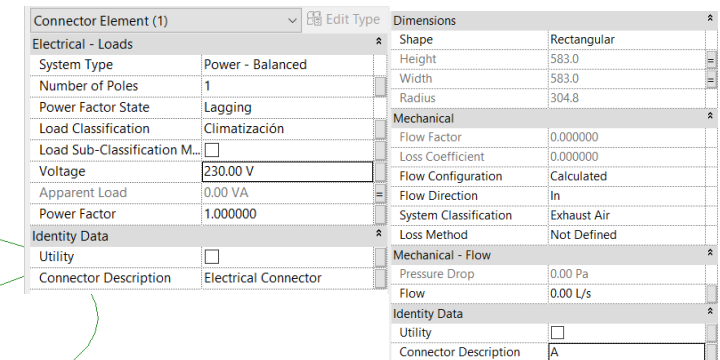 Connector Element (1) Edit Type
Electrical - Loads
System Type Power - Balanced
Number of Poles 1
Power Factor State Lagging
Load Classification Climatización
Load Sub-Classification M...
Voltage 230.00 V
Apparent Load 0.00 VA =
Power Factor 1.000000
Identity Data
Utility
Connector Description Electrical Connector
Dimensions
Shape Rectangular
Height 583.0 =
Width 583.0 =
Radius 304.8
Mechanical
Flow Factor 0.000000
Loss Coefficient 0.000000
Flow Configuration Calculated
Flow Direction In
System Classification Exhaust Air
Loss Method Not Defined
Mechanical - Flow
Pressure Drop 0.00 Pa
Flow 0.00 L/s
Identity Data
Utility
Connector Description A